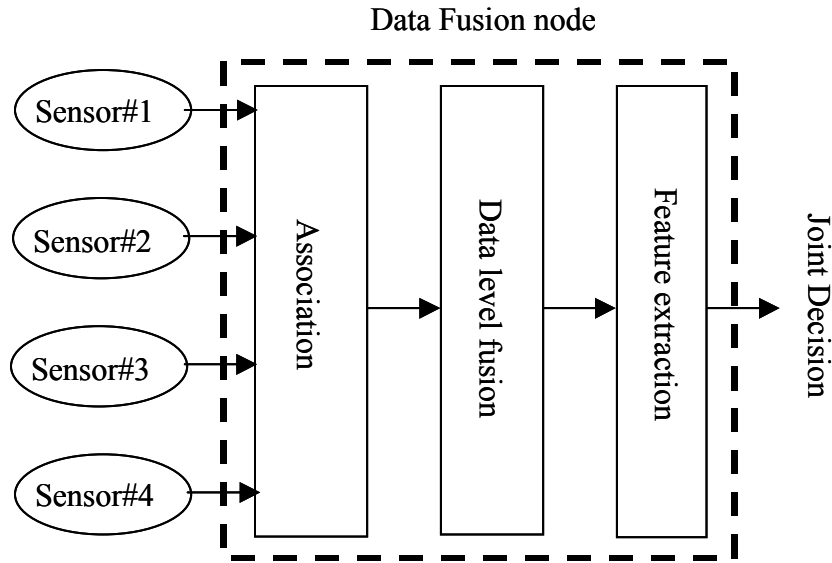 Data Fusion node
Sensor#1
Sensor#2
Sensor#3
Sensor#4
Association
Data level fusion
Feature extraction
Joint Decision